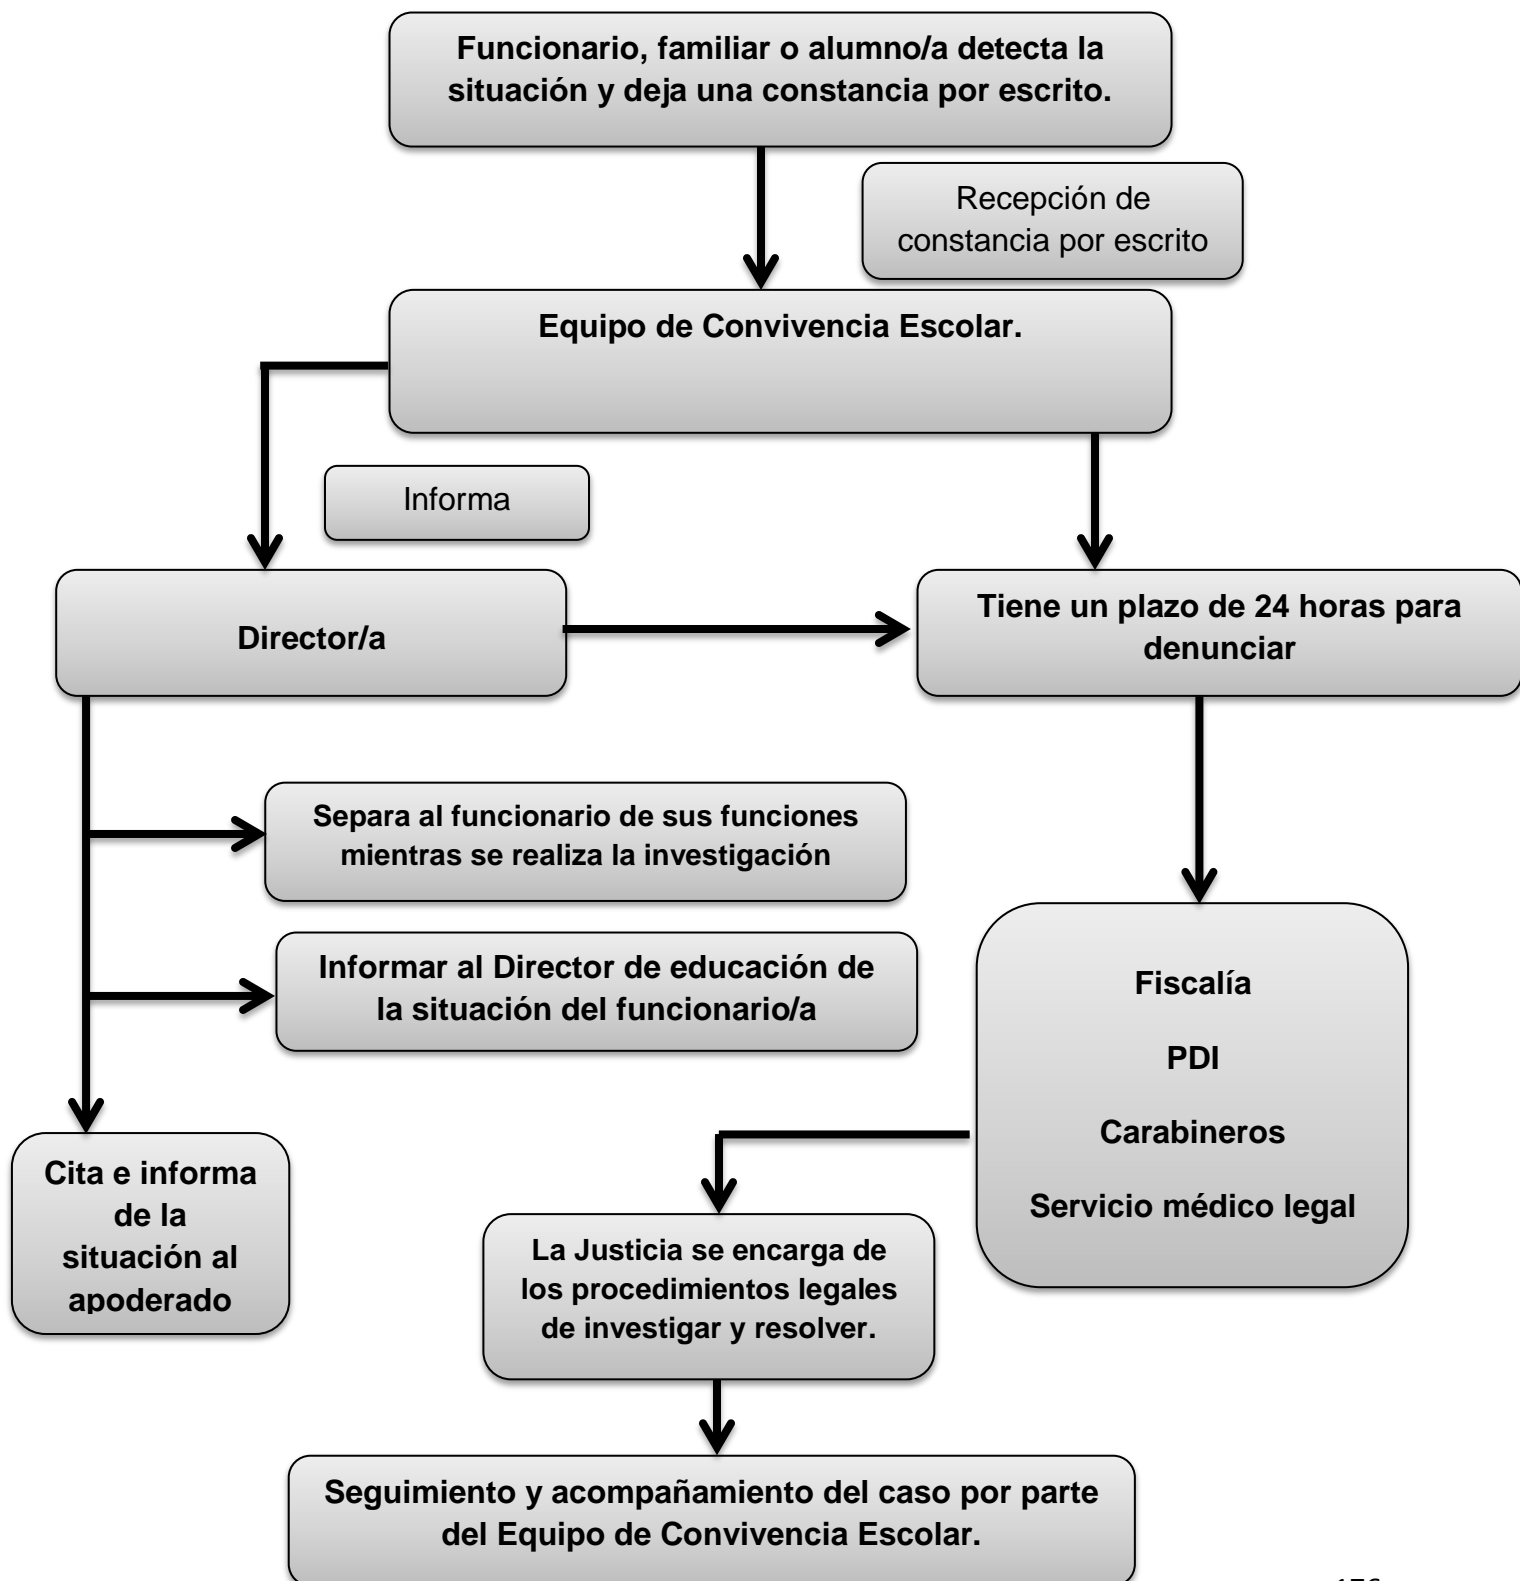 Funcionario, familiar o alumno/a detecta la
situación y deja una constancia por escrito.
Recepción de
constancia por escrito
Equipo de Convivencia Escolar.
Informa
Director/a
Tiene un plazo de 24 horas para
denunciar
Separa al funcionario de sus funciones
mientras se realiza la investigación
Informar al Director de educación de
la situación del funcionario/a
Fiscalía
PDI
Carabineros
Servicio médico legal
Cita e informa
de la
situación al
apoderado
La Justicia se encarga de
los procedimientos legales
de investigar y resolver.
Seguimiento y acompañamiento del caso por parte
del Equipo de Convivencia Escolar.